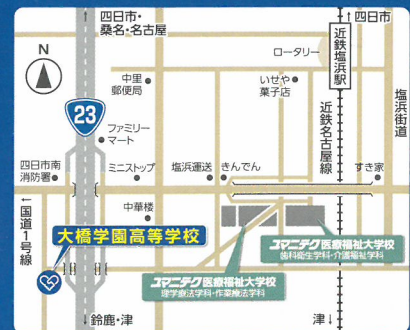 ↑四日市・
桑名・名古屋
↑四日市
N
ロータリー
近鉄塩浜駅
中里
郵便局
いせや
菓子店
23
塩浜街道
近鉄名古屋線
ファミリー
マート
四日市南
消防署
ミニストップ
塩浜運送
きんでん
すき家
←国道1号線
中華楼
大橋学園高等学校
ユマニテク医療福祉大学校
歯科衛生学科・介護福祉学科
ユマニテク医療福祉大学校
理学療法学科・作業療法学科
↓鈴鹿・津
津↓